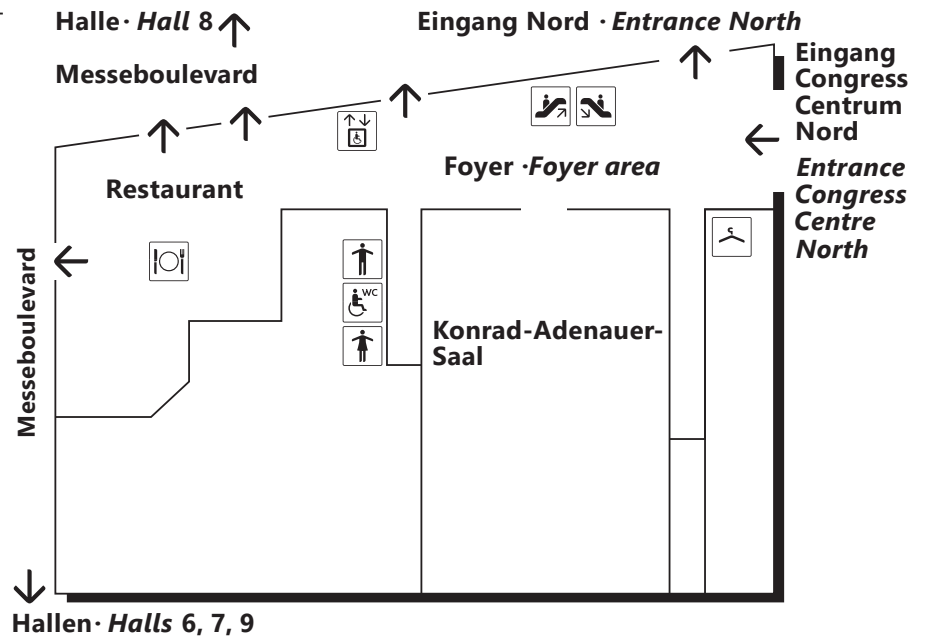 Halle · Hall 8
Eingang Nord · Entrance North
Messeboulevard
Eingang
Congress
Centrum
Nord
Entrance
Congress
Centre
North
Foyer · Foyer area
Restaurant
Messeboulevard
WC
Konrad-Adenauer-
Saal
Hallen · Halls 6, 7, 9